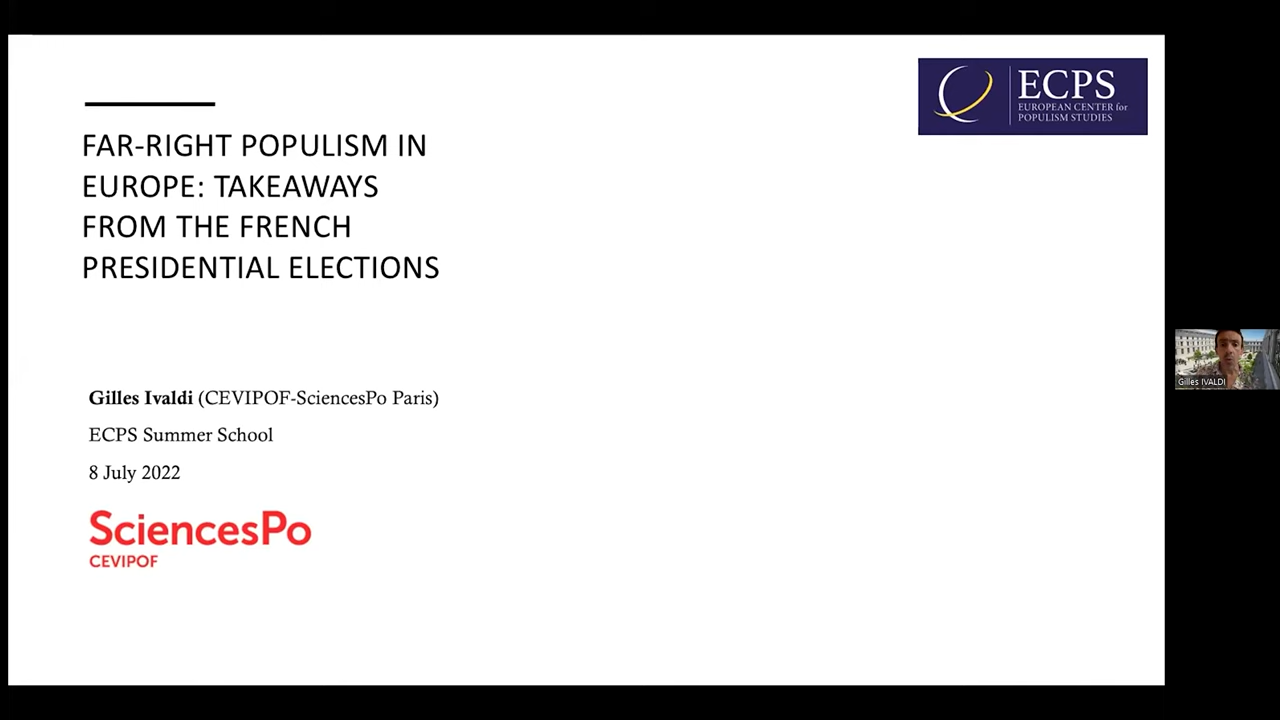 ECPS
EUROPEAN CENTER for
POPULISM STUDIES
FAR-RIGHT POPULISM IN
EUROPE: TAKEAWAYS
FROM THE FRENCH
PRESIDENTIAL ELECTIONS
Gilles Ivaldi (CEVIPOF-SciencesPo Paris)
ECPS Summer School
8 July 2022
SciencesPo
CEVIPOF
Gilles IVALDI